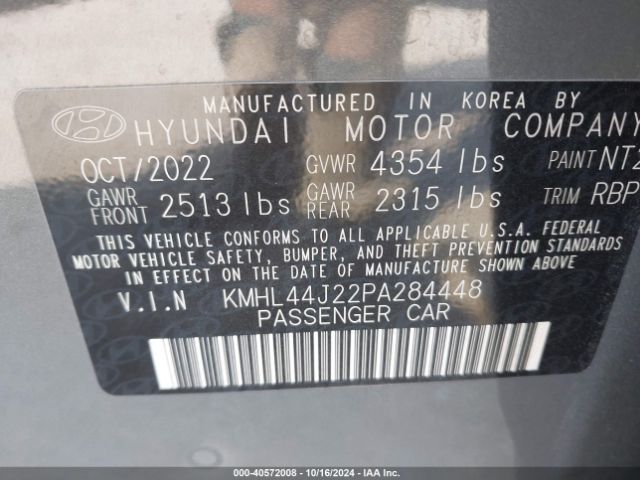 MANUFACTURED IN KOREA BY
HYUNDAI MOTOR COMPANY
OCT/2022 GVWR 4354 lbs PAINT NT2
GAWR FRONT 2513 lbs GAWR REAR 2315 lbs TRIM RBP
THIS VEHICLE CONFORMS TO ALL APPLICABLE U.S.A. FEDERAL
MOTOR VEHICLE SAFETY, BUMPER, AND THEFT PREVENTION STANDARDS
IN EFFECT ON THE DATE OF MANUFACTURE SHOWN ABOVE
V.I.N KMHL44J22PA284448
PASSENGER CAR
000-40572008 - 10/16/2024 - IAA Inc. copart